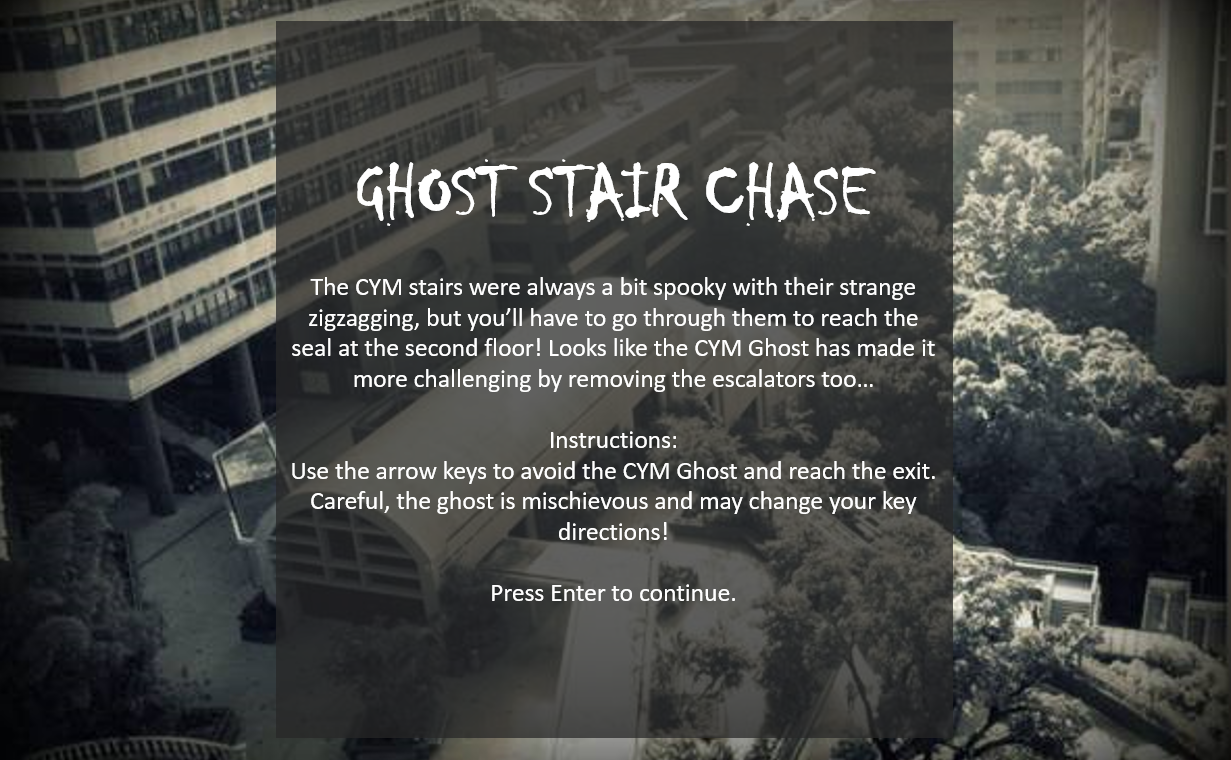 GHOST STAIR CHASE
The CYM stairs were always a bit spooky with their strange
zigzagging, but you’ll have to go through them to reach the
seal at the second floor! Looks like the CYM Ghost has made it
more challenging by removing the escalators too…
Instructions:
Use the arrow keys to avoid the CYM Ghost and reach the exit.
Careful, the ghost is mischievous and may change your key
directions!
Press Enter to continue.